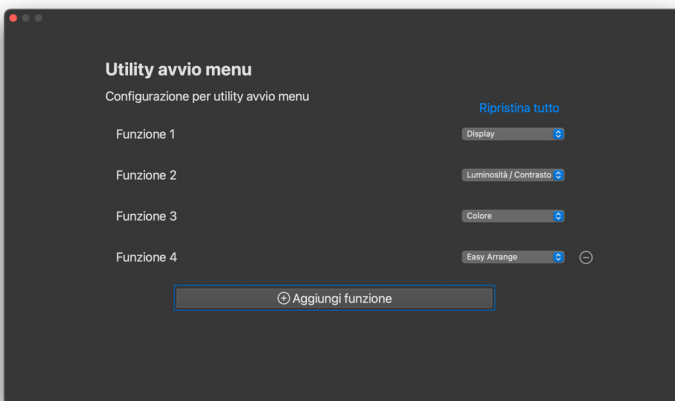 Utility avvio menu
Configurazione per utility avvio menu
Ripristina tutto
Funzione 1 Display
Funzione 2 Luminosità / Contrasto
Funzione 3 Colore
Funzione 4 Easy Arrange
Aggiungi funzione